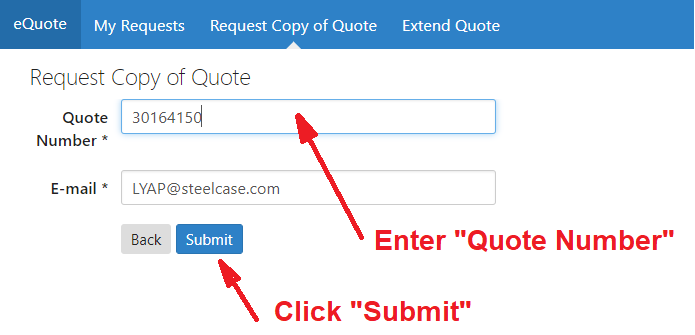 eQuote My Requests Request Copy of Quote Extend Quote
Request Copy of Quote
Quote
Number *
30164150
E-mail * LYAP@steelcase.com
Back Submit
Enter "Quote Number"
Click "Submit"